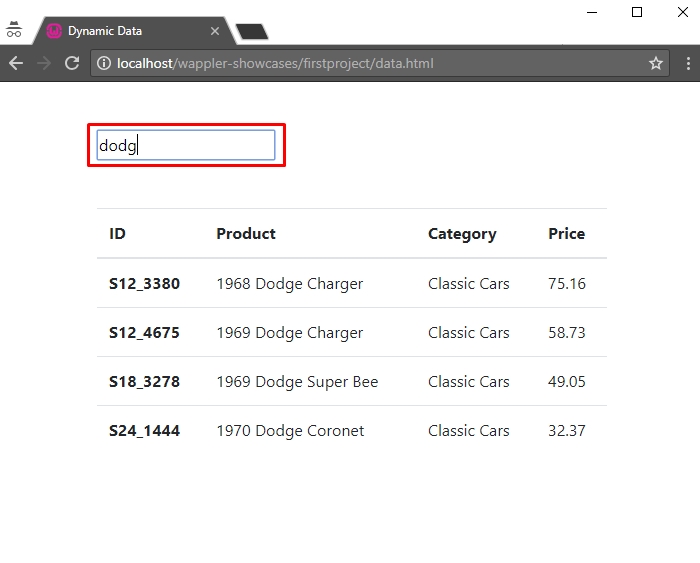 Dynamic Data
localhost/wappler-showcases/firstproject/data.html
dodg
ID Product Category Price
S12_3380 1968 Dodge Charger Classic Cars 75.16
S12_4675 1969 Dodge Charger Classic Cars 58.73
S18_3278 1969 Dodge Super Bee Classic Cars 49.05
S24_1444 1970 Dodge Coronet Classic Cars 32.37